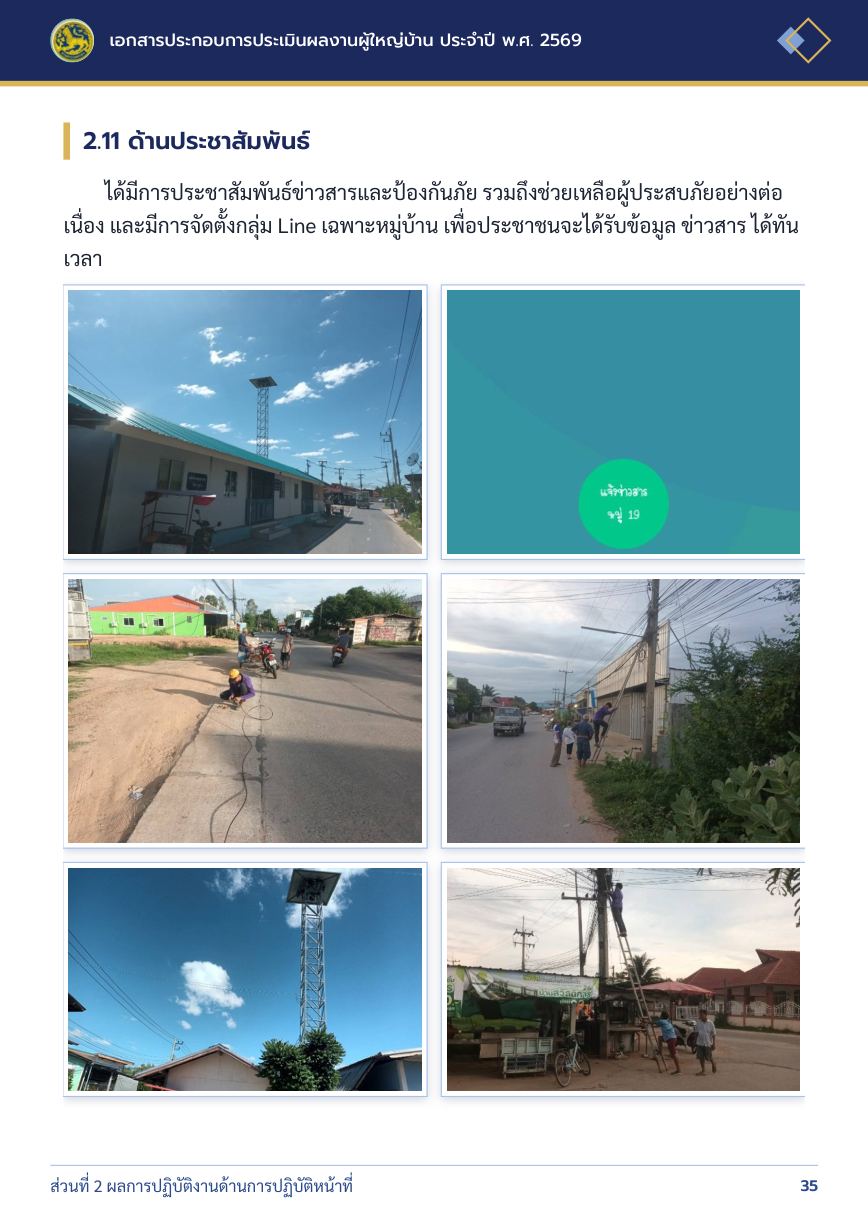 เอกสารประกอบการประเมินผลงานผู้ใหญ่บ้าน ประจำปี พ.ศ. 2569
2.11 ด้านประชาสัมพันธ์
ได้มีการประชาสัมพันธ์ข่าวสารและป้องกันภัย รวมถึงช่วยเหลือผู้ประสบภัยอย่างต่อ
เนื่อง และมีการจัดตั้งกลุ่ม Line เฉพาะหมู่บ้าน เพื่อประชาชนจะได้รับข้อมูล ข่าวสาร ได้ทัน
เวลา
แจ้งข่าวสาร
หมู่ 19
ส่วนที่ 2 ผลการปฏิบัติงานด้านการปฏิบัติหน้าที่
35